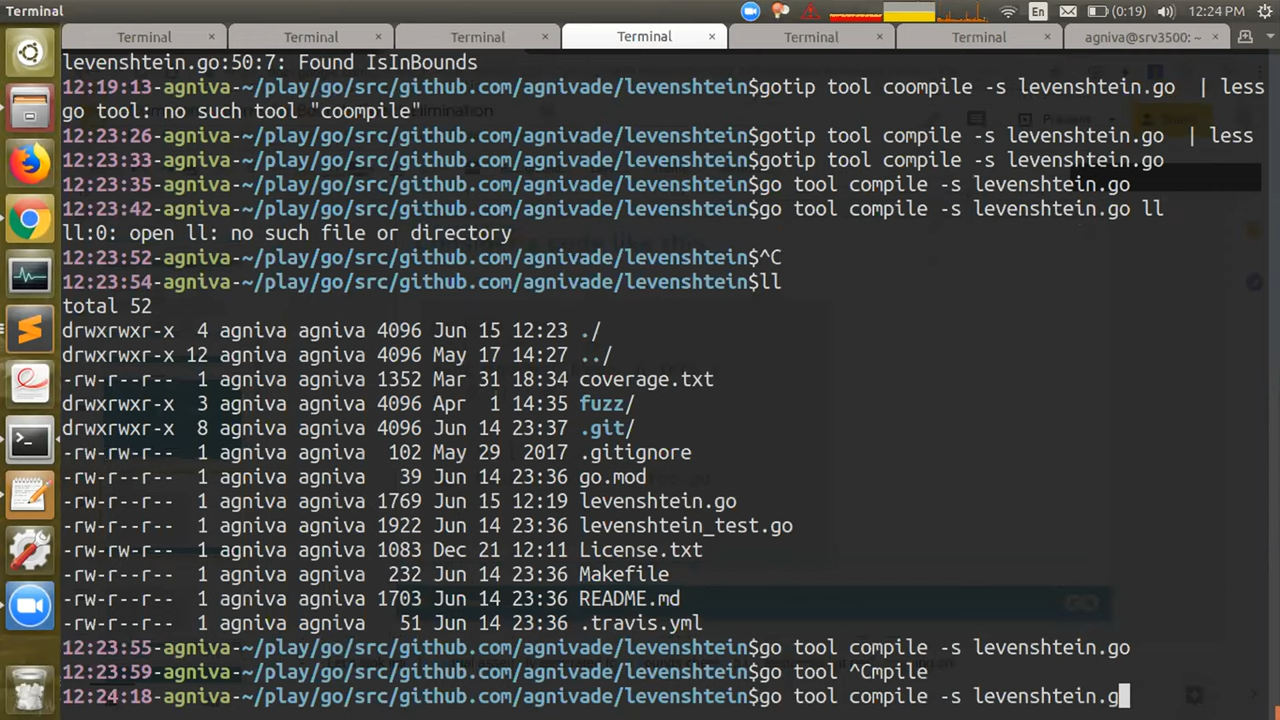 Terminal
En
(0:19)
12:24 PM
Terminal × Terminal × Terminal × Terminal × Terminal × Terminal × agniva@srv3500: ~ ×
levenshtein.go:50:7: Found IsInBounds
12:19:13-agniva-~/play/go/src/github.com/agnivade/levenshtein$gotip tool coompile -s levenshtein.go  | less
go tool: no such tool "coompile"
12:23:26-agniva-~/play/go/src/github.com/agnivade/levenshtein$gotip tool compile -s levenshtein.go  | less
12:23:33-agniva-~/play/go/src/github.com/agnivade/levenshtein$gotip tool compile -s levenshtein.go
12:23:35-agniva-~/play/go/src/github.com/agnivade/levenshtein$go tool compile -s levenshtein.go
12:23:42-agniva-~/play/go/src/github.com/agnivade/levenshtein$go tool compile -s levenshtein.go ll
ll:0: open ll: no such file or directory
12:23:52-agniva-~/play/go/src/github.com/agnivade/levenshtein$^C
12:23:54-agniva-~/play/go/src/github.com/agnivade/levenshtein$ll
total 52
drwxrwxr-x  4 agniva agniva 4096 Jun 15 12:23 ./
drwxrwxr-x 12 agniva agniva 4096 May 17 14:27 ../
-rw-r--r--  1 agniva agniva 1352 Mar 31 18:34 coverage.txt
drwxrwxr-x  3 agniva agniva 4096 Apr  1 14:35 fuzz/
drwxrwxr-x  8 agniva agniva 4096 Jun 14 23:37 .git/
-rw-rw-r--  1 agniva agniva  102 May 29  2017 .gitignore
-rw-r--r--  1 agniva agniva   39 Jun 14 23:36 go.mod
-rw-r--r--  1 agniva agniva 1769 Jun 15 12:19 levenshtein.go
-rw-r--r--  1 agniva agniva 1922 Jun 14 23:36 levenshtein_test.go
-rw-rw-r--  1 agniva agniva 1083 Dec 21 12:11 License.txt
-rw-r--r--  1 agniva agniva  232 Jun 14 23:36 Makefile
-rw-r--r--  1 agniva agniva 1703 Jun 14 23:36 README.md
-rw-r--r--  1 agniva agniva   51 Jun 14 23:36 .travis.yml
12:23:55-agniva-~/play/go/src/github.com/agnivade/levenshtein$go tool compile -s levenshtein.go
12:23:59-agniva-~/play/go/src/github.com/agnivade/levenshtein$go tool ^Cmpile
12:24:18-agniva-~/play/go/src/github.com/agnivade/levenshtein$go tool compile -s levenshtein.g